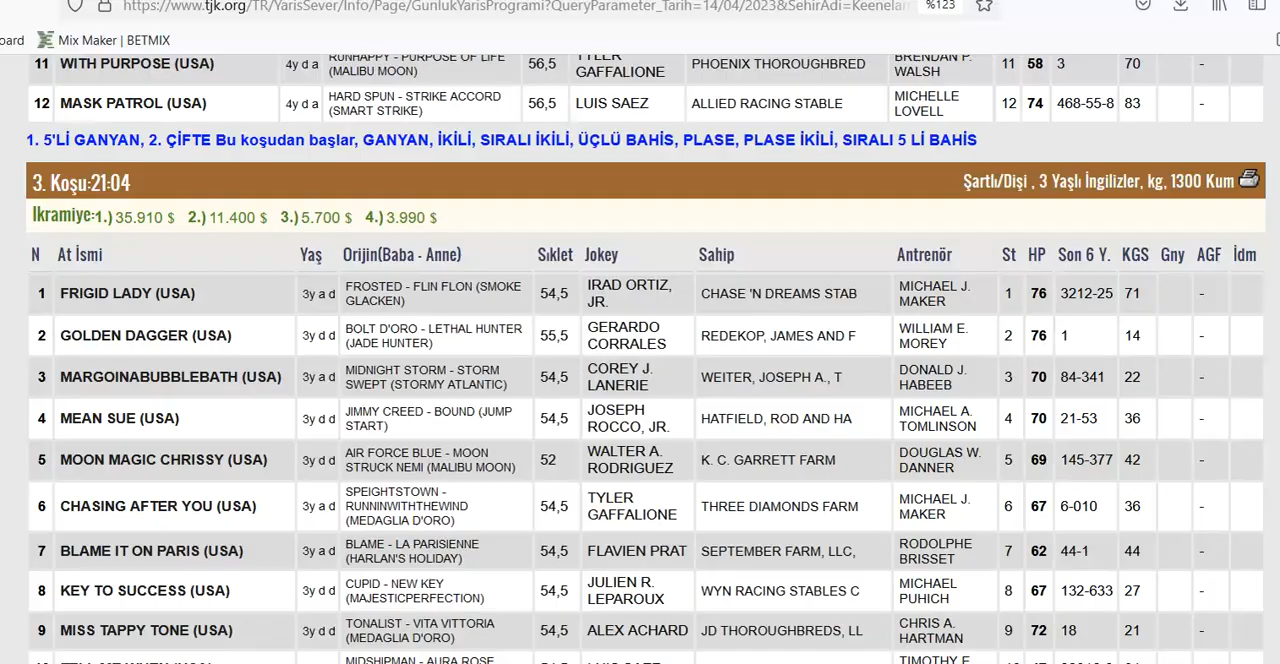 https://www.tjk.org/TR/YarisSever/Info/Page/GunlukYarisProgrami?QueryParameter_Tarih=14/04/2023&SehirAdi=Keenelan %123
oard Mix Maker | BETMIX
11 WITH PURPOSE (USA) 4y d a RUNHAPPY - PURPOSE OF LIFE (MALIBU MOON) 56,5 TYLER GAFFALIONE PHOENIX THOROUGHBRED BRENDAN P. WALSH 11 58 3 70 -
12 MASK PATROL (USA) 4y d a HARD SPUN - STRIKE ACCORD (SMART STRIKE) 56,5 LUIS SAEZ ALLIED RACING STABLE MICHELLE LOVELL 12 74 468-55-8 83 -
1. 5'Lİ GANYAN, 2. ÇİFTE Bu koşudan başlar, GANYAN, İKİLİ, SIRALI İKİLİ, ÜÇLÜ BAHİS, PLASE, PLASE İKİLİ, SIRALI 5 Lİ BAHİS
3. Koşu:21:04 Şartlı/Dişi , 3 Yaşlı İngilizler, kg, 1300 Kum
İkramiye:1.) 35.910 $ 2.) 11.400 $ 3.) 5.700 $ 4.) 3.990 $
N At İsmi Yaş Orijin(Baba - Anne) Sıklet Jokey Sahip Antrenör St HP Son 6 Y. KGS Gny AGF İdm
1 FRIGID LADY (USA) 3y a d FROSTED - FLIN FLON (SMOKE GLACKEN) 54,5 IRAD ORTIZ, JR. CHASE 'N DREAMS STAB MICHAEL J. MAKER 1 76 3212-25 71 -
2 GOLDEN DAGGER (USA) 3y d d BOLT D'ORO - LETHAL HUNTER (JADE HUNTER) 55,5 GERARDO CORRALES REDEKOP, JAMES AND F WILLIAM E. MOREY 2 76 1 14 -
3 MARGOINABUBBLEBATH (USA) 3y a d MIDNIGHT STORM - STORM SWEPT (STORMY ATLANTIC) 54,5 COREY J. LANERIE WEITER, JOSEPH A., T DONALD J. HABEEB 3 70 84-341 22 -
4 MEAN SUE (USA) 3y d d JIMMY CREED - BOUND (JUMP START) 54,5 JOSEPH ROCCO, JR. HATFIELD, ROD AND HA MICHAEL A. TOMLINSON 4 70 21-53 36 -
5 MOON MAGIC CHRISSY (USA) 3y d d AIR FORCE BLUE - MOON STRUCK NEMI (MALIBU MOON) 52 WALTER A. RODRIGUEZ K. C. GARRETT FARM DOUGLAS W. DANNER 5 69 145-377 42 -
6 CHASING AFTER YOU (USA) 3y a d SPEIGHTSTOWN - RUNNINWITHTHEWIND (MEDAGLIA D'ORO) 54,5 TYLER GAFFALIONE THREE DIAMONDS FARM MICHAEL J. MAKER 6 67 6-010 36 -
7 BLAME IT ON PARIS (USA) 3y a d BLAME - LA PARISIENNE (HARLAN'S HOLIDAY) 54,5 FLAVIEN PRAT SEPTEMBER FARM, LLC, RODOLPHE BRISSET 7 62 44-1 44 -
8 KEY TO SUCCESS (USA) 3y d d CUPID - NEW KEY (MAJESTICPERFECTION) 54,5 JULIEN R. LEPAROUX WYN RACING STABLES C MICHAEL PUHICH 8 67 132-633 27 -
9 MISS TAPPY TONE (USA) 3y d d TONALIST - VITA VITTORIA (MEDAGLIA D'ORO) 54,5 ALEX ACHARD JD THOROUGHBREDS, LL CHRIS A. HARTMAN 9 72 18 21 -
MIDSHIPMAN - AURA ROSE TIMOTHY E.